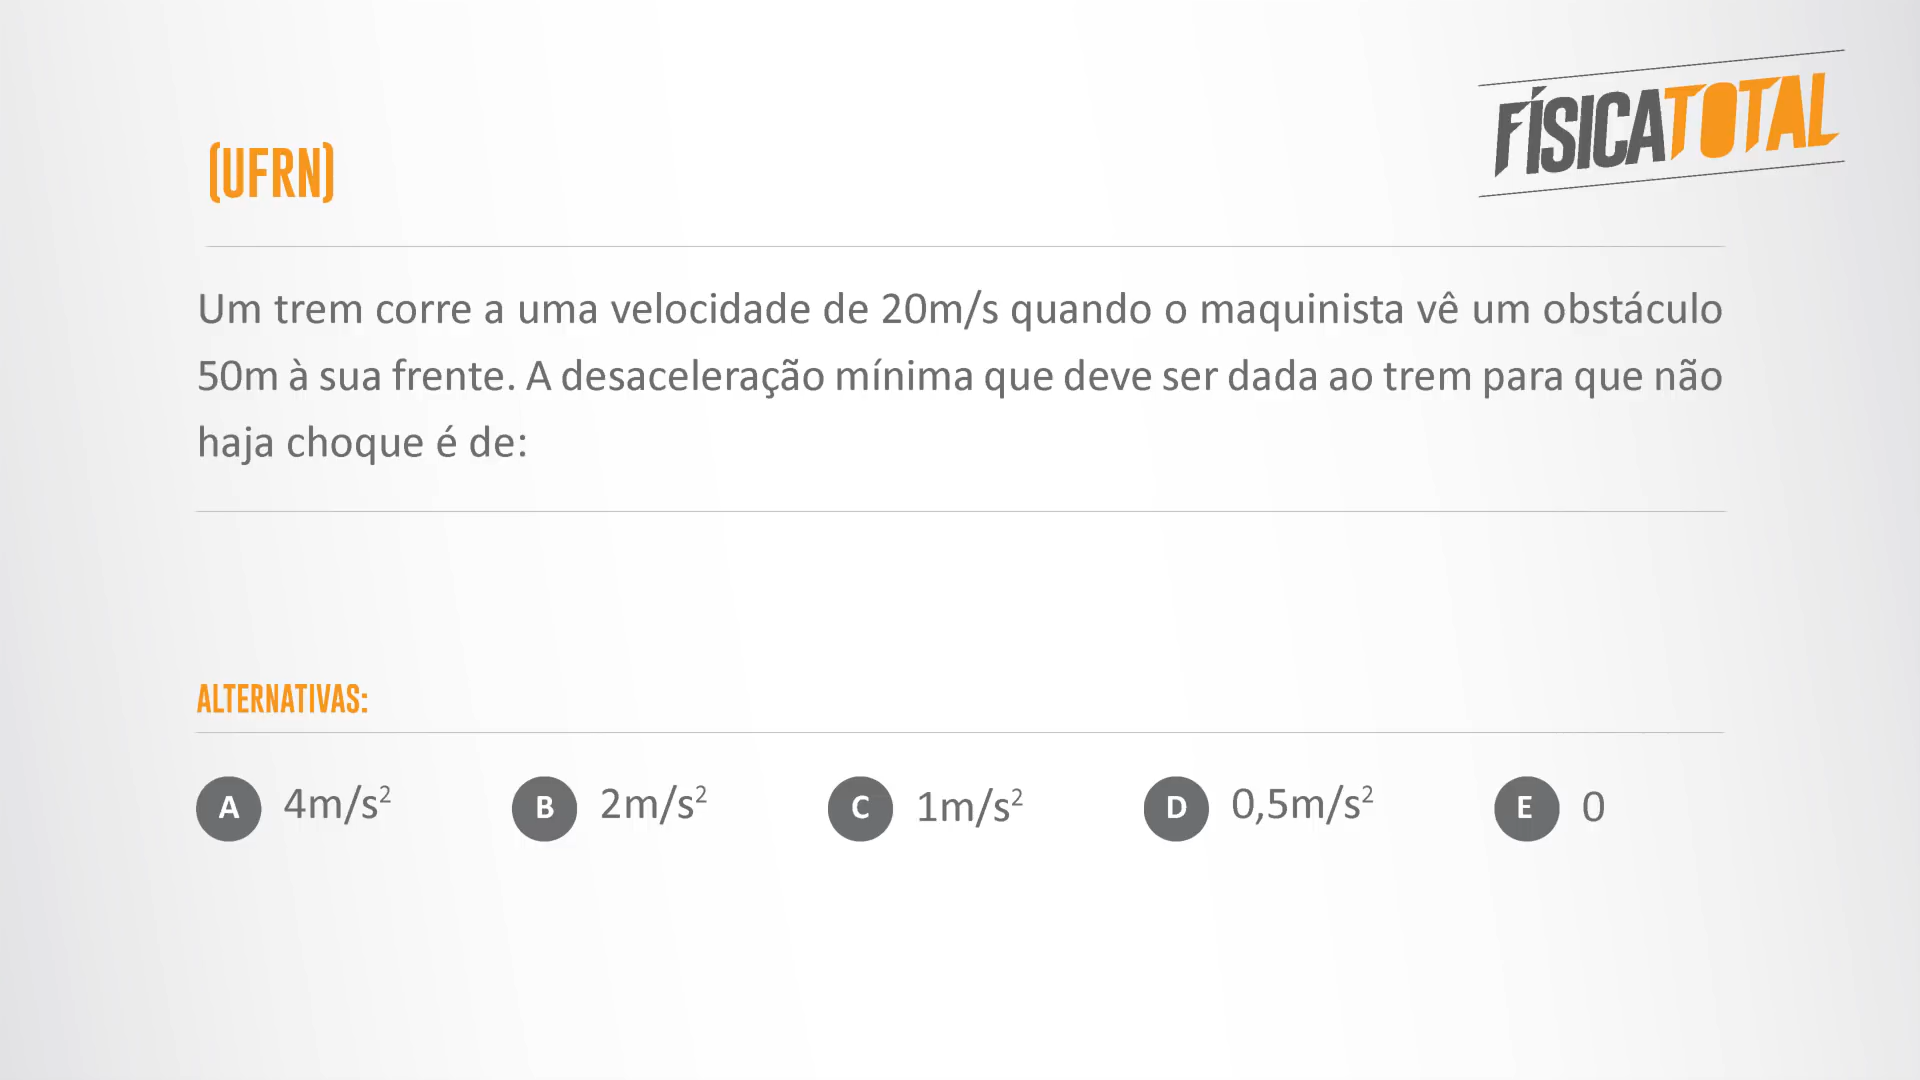 FÍSICATOTAL
(UFRN)
Um trem corre a uma velocidade de 20m/s quando o maquinista vê um obstáculo
50m à sua frente. A desaceleração mínima que deve ser dada ao trem para que não
haja choque é de:
ALTERNATIVAS:
A 4m/s² B 2m/s² C 1m/s² D 0,5m/s² E 0